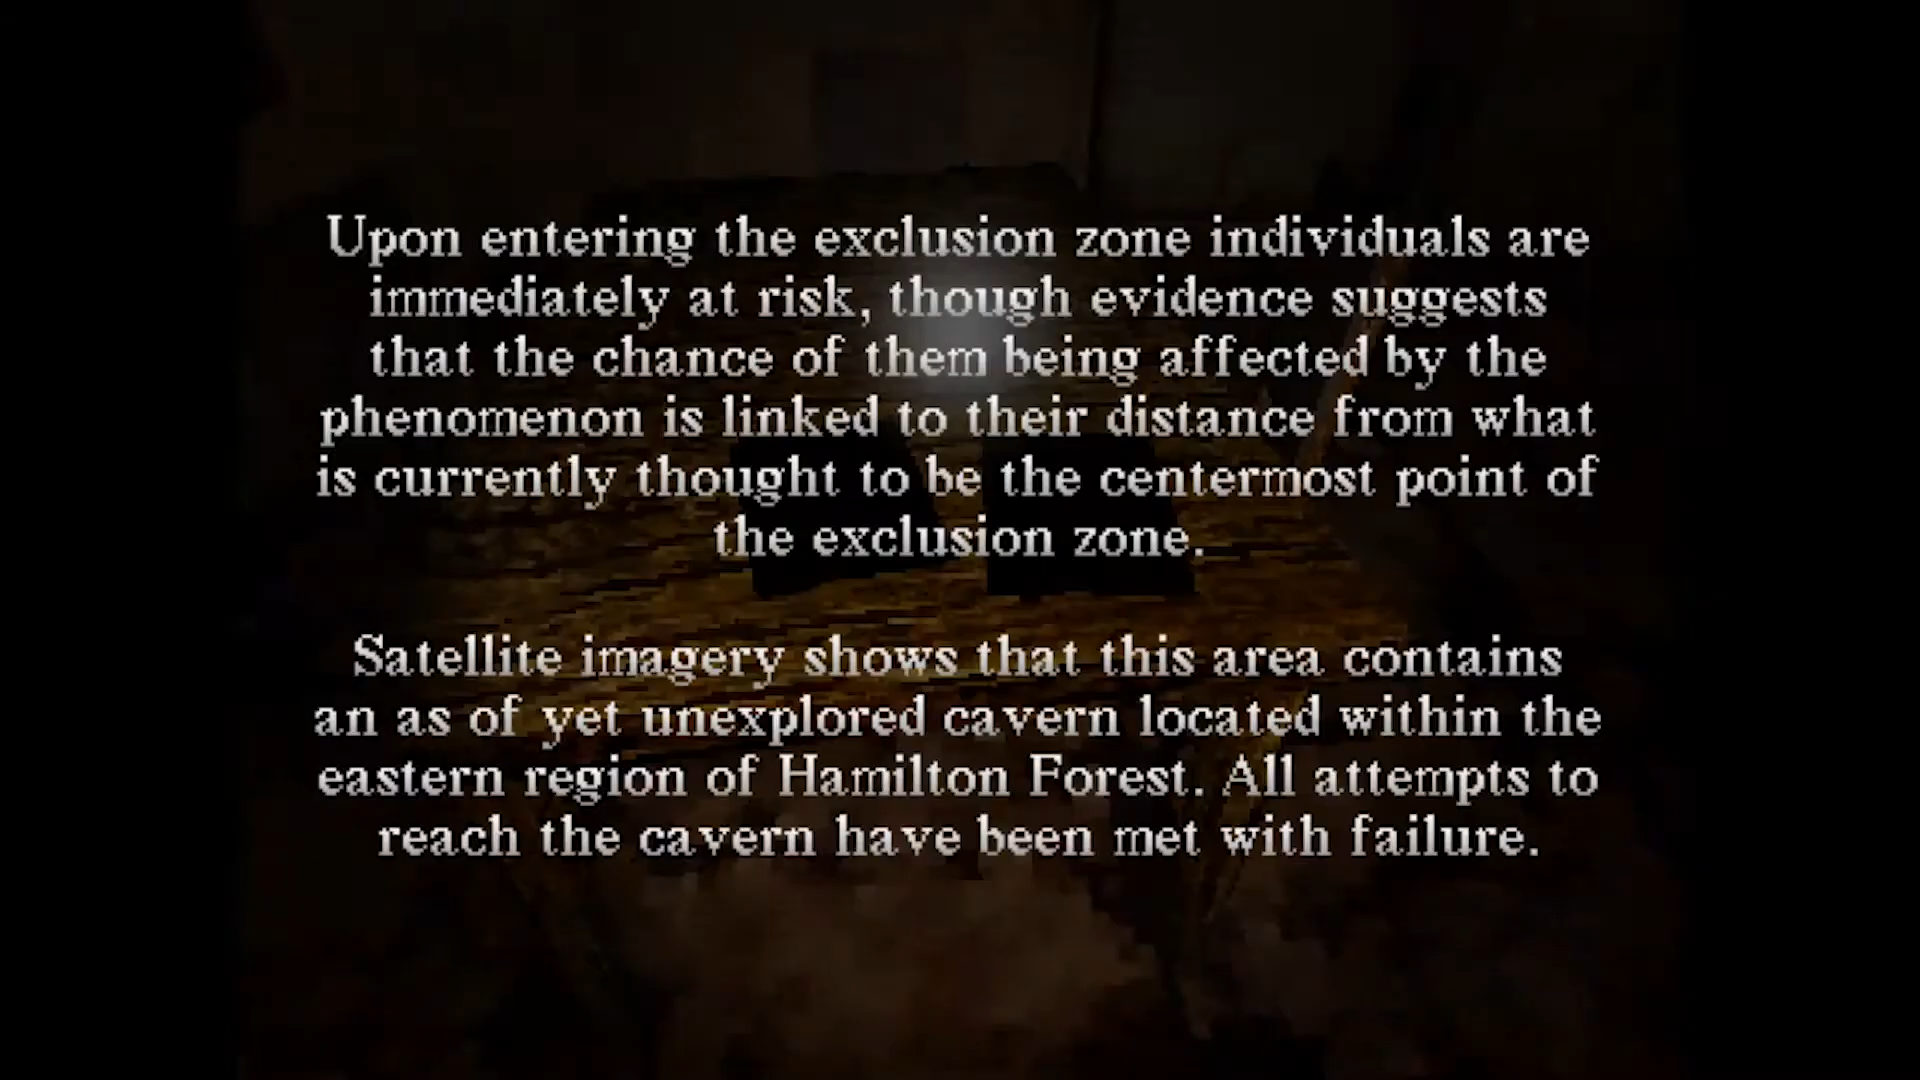 Upon entering the exclusion zone individuals are
immediately at risk, though evidence suggests
that the chance of them being affected by the
phenomenon is linked to their distance from what
is currently thought to be the centermost point of
the exclusion zone.
Satellite imagery shows that this area contains
an as of yet unexplored cavern located within the
eastern region of Hamilton Forest. All attempts to
reach the cavern have been met with failure.